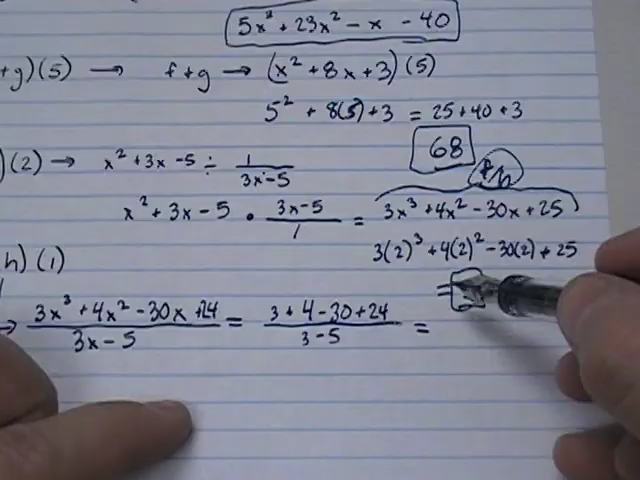 5x³ + 23x² - x - 40
+g)(5) → f+g → (x² + 8x + 3)(5)
5² + 8(5) + 3 = 25 + 40 + 3
68
f/h
)(2) → x² + 3x - 5 ÷ 1/(3x - 5)
x² + 3x - 5 · (3x - 5)/1 = 3x³ + 4x² - 30x + 25
3(2)³ + 4(2)² - 30(2) + 25
h)(1)
=
→ (3x³ + 4x² - 30x + 24)/(3x - 5) = (3 + 4 - 30 + 24)/(3 - 5) =